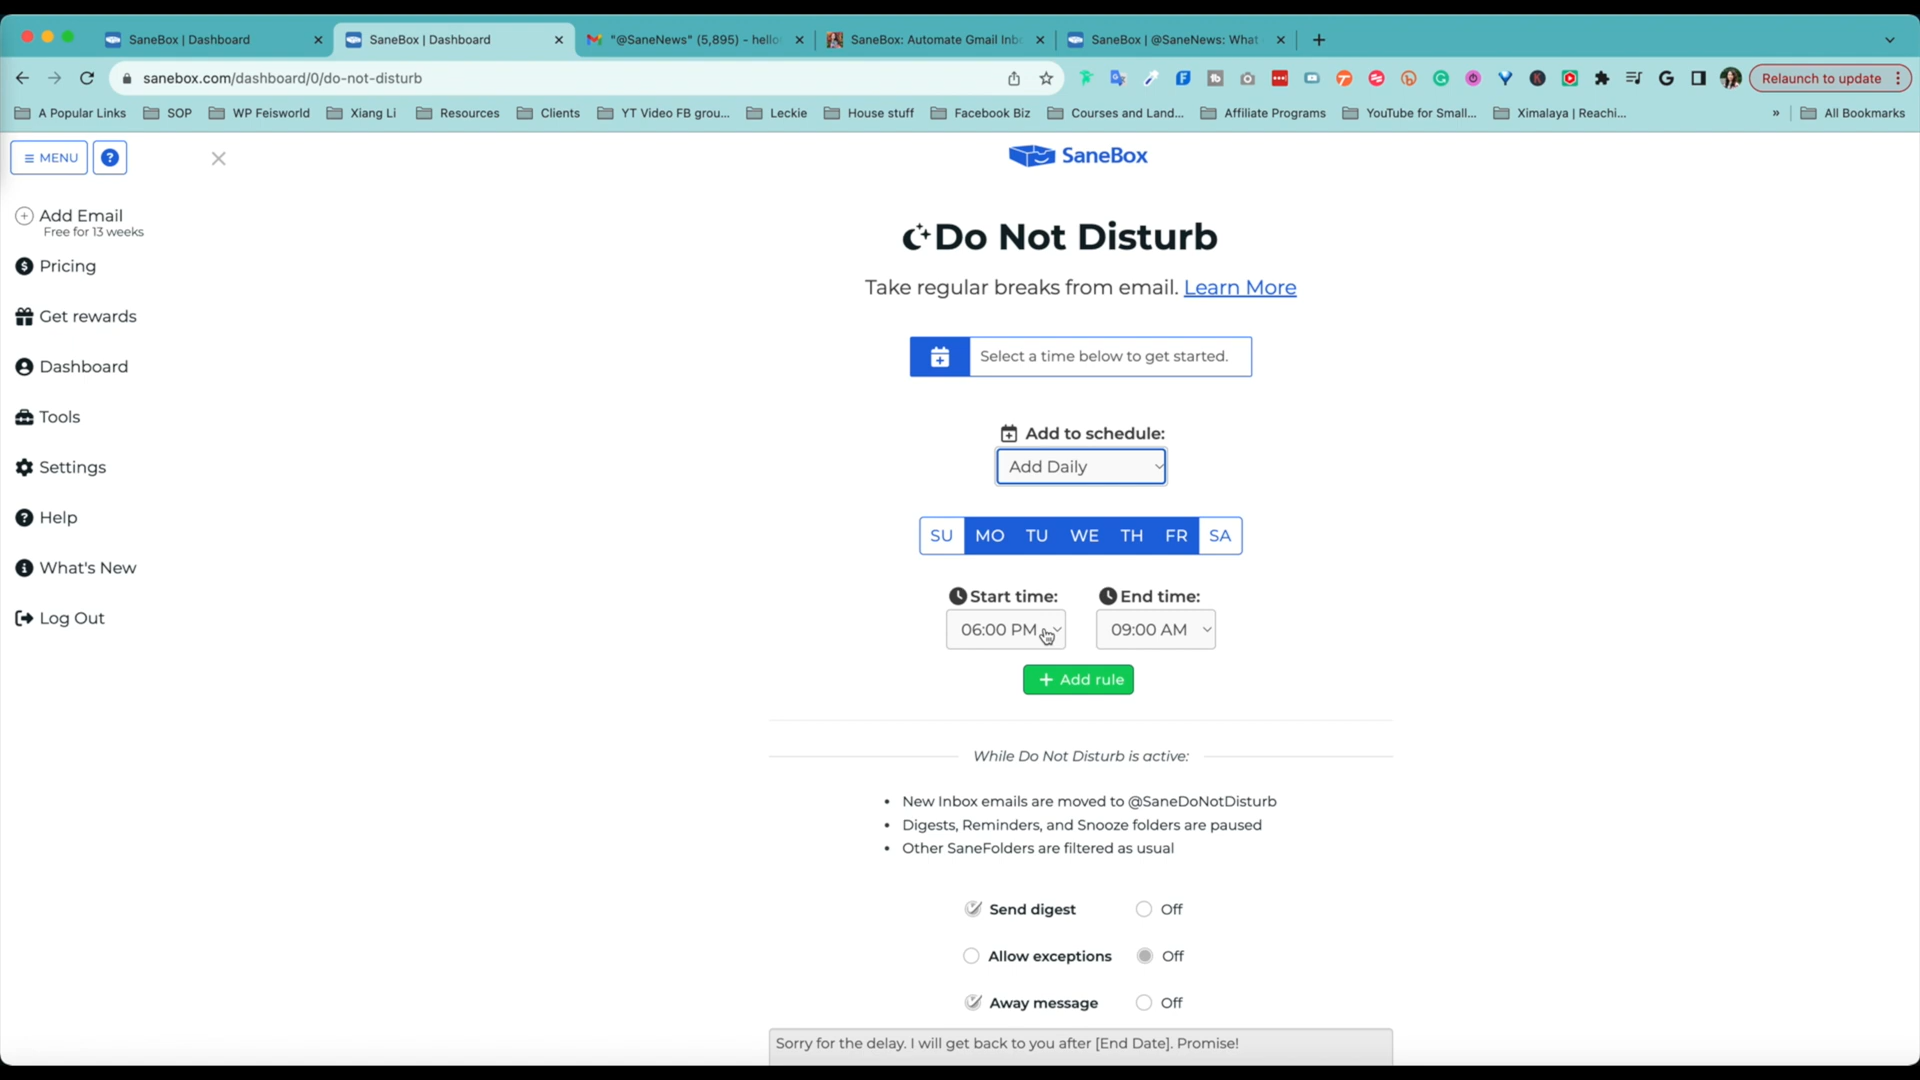 SaneBox | Dashboard
SaneBox | Dashboard
"@SaneNews" (5,895) - hello
SaneBox: Automate Gmail Inb
SaneBox | @SaneNews: What
sanebox.com/dashboard/0/do-not-disturb
Relaunch to update
A Popular Links
SOP
WP Feisworld
Xiang Li
Resources
Clients
YT Video FB grou...
Leckie
House stuff
Facebook Biz
Courses and Land...
Affiliate Programs
YouTube for Small...
Ximalaya | Reachi...
»
All Bookmarks
MENU
SaneBox
Add Email
Free for 13 weeks
Pricing
Get rewards
Dashboard
Tools
Settings
Help
What's New
Log Out
Do Not Disturb
Take regular breaks from email. Learn More
Select a time below to get started.
Add to schedule:
Add Daily
SU MO TU WE TH FR SA
Start time: End time:
06:00 PM 09:00 AM
+ Add rule
While Do Not Disturb is active:
• New Inbox emails are moved to @SaneDoNotDisturb
• Digests, Reminders, and Snooze folders are paused
• Other SaneFolders are filtered as usual
Send digest Off
Allow exceptions Off
Away message Off
Sorry for the delay. I will get back to you after [End Date]. Promise!